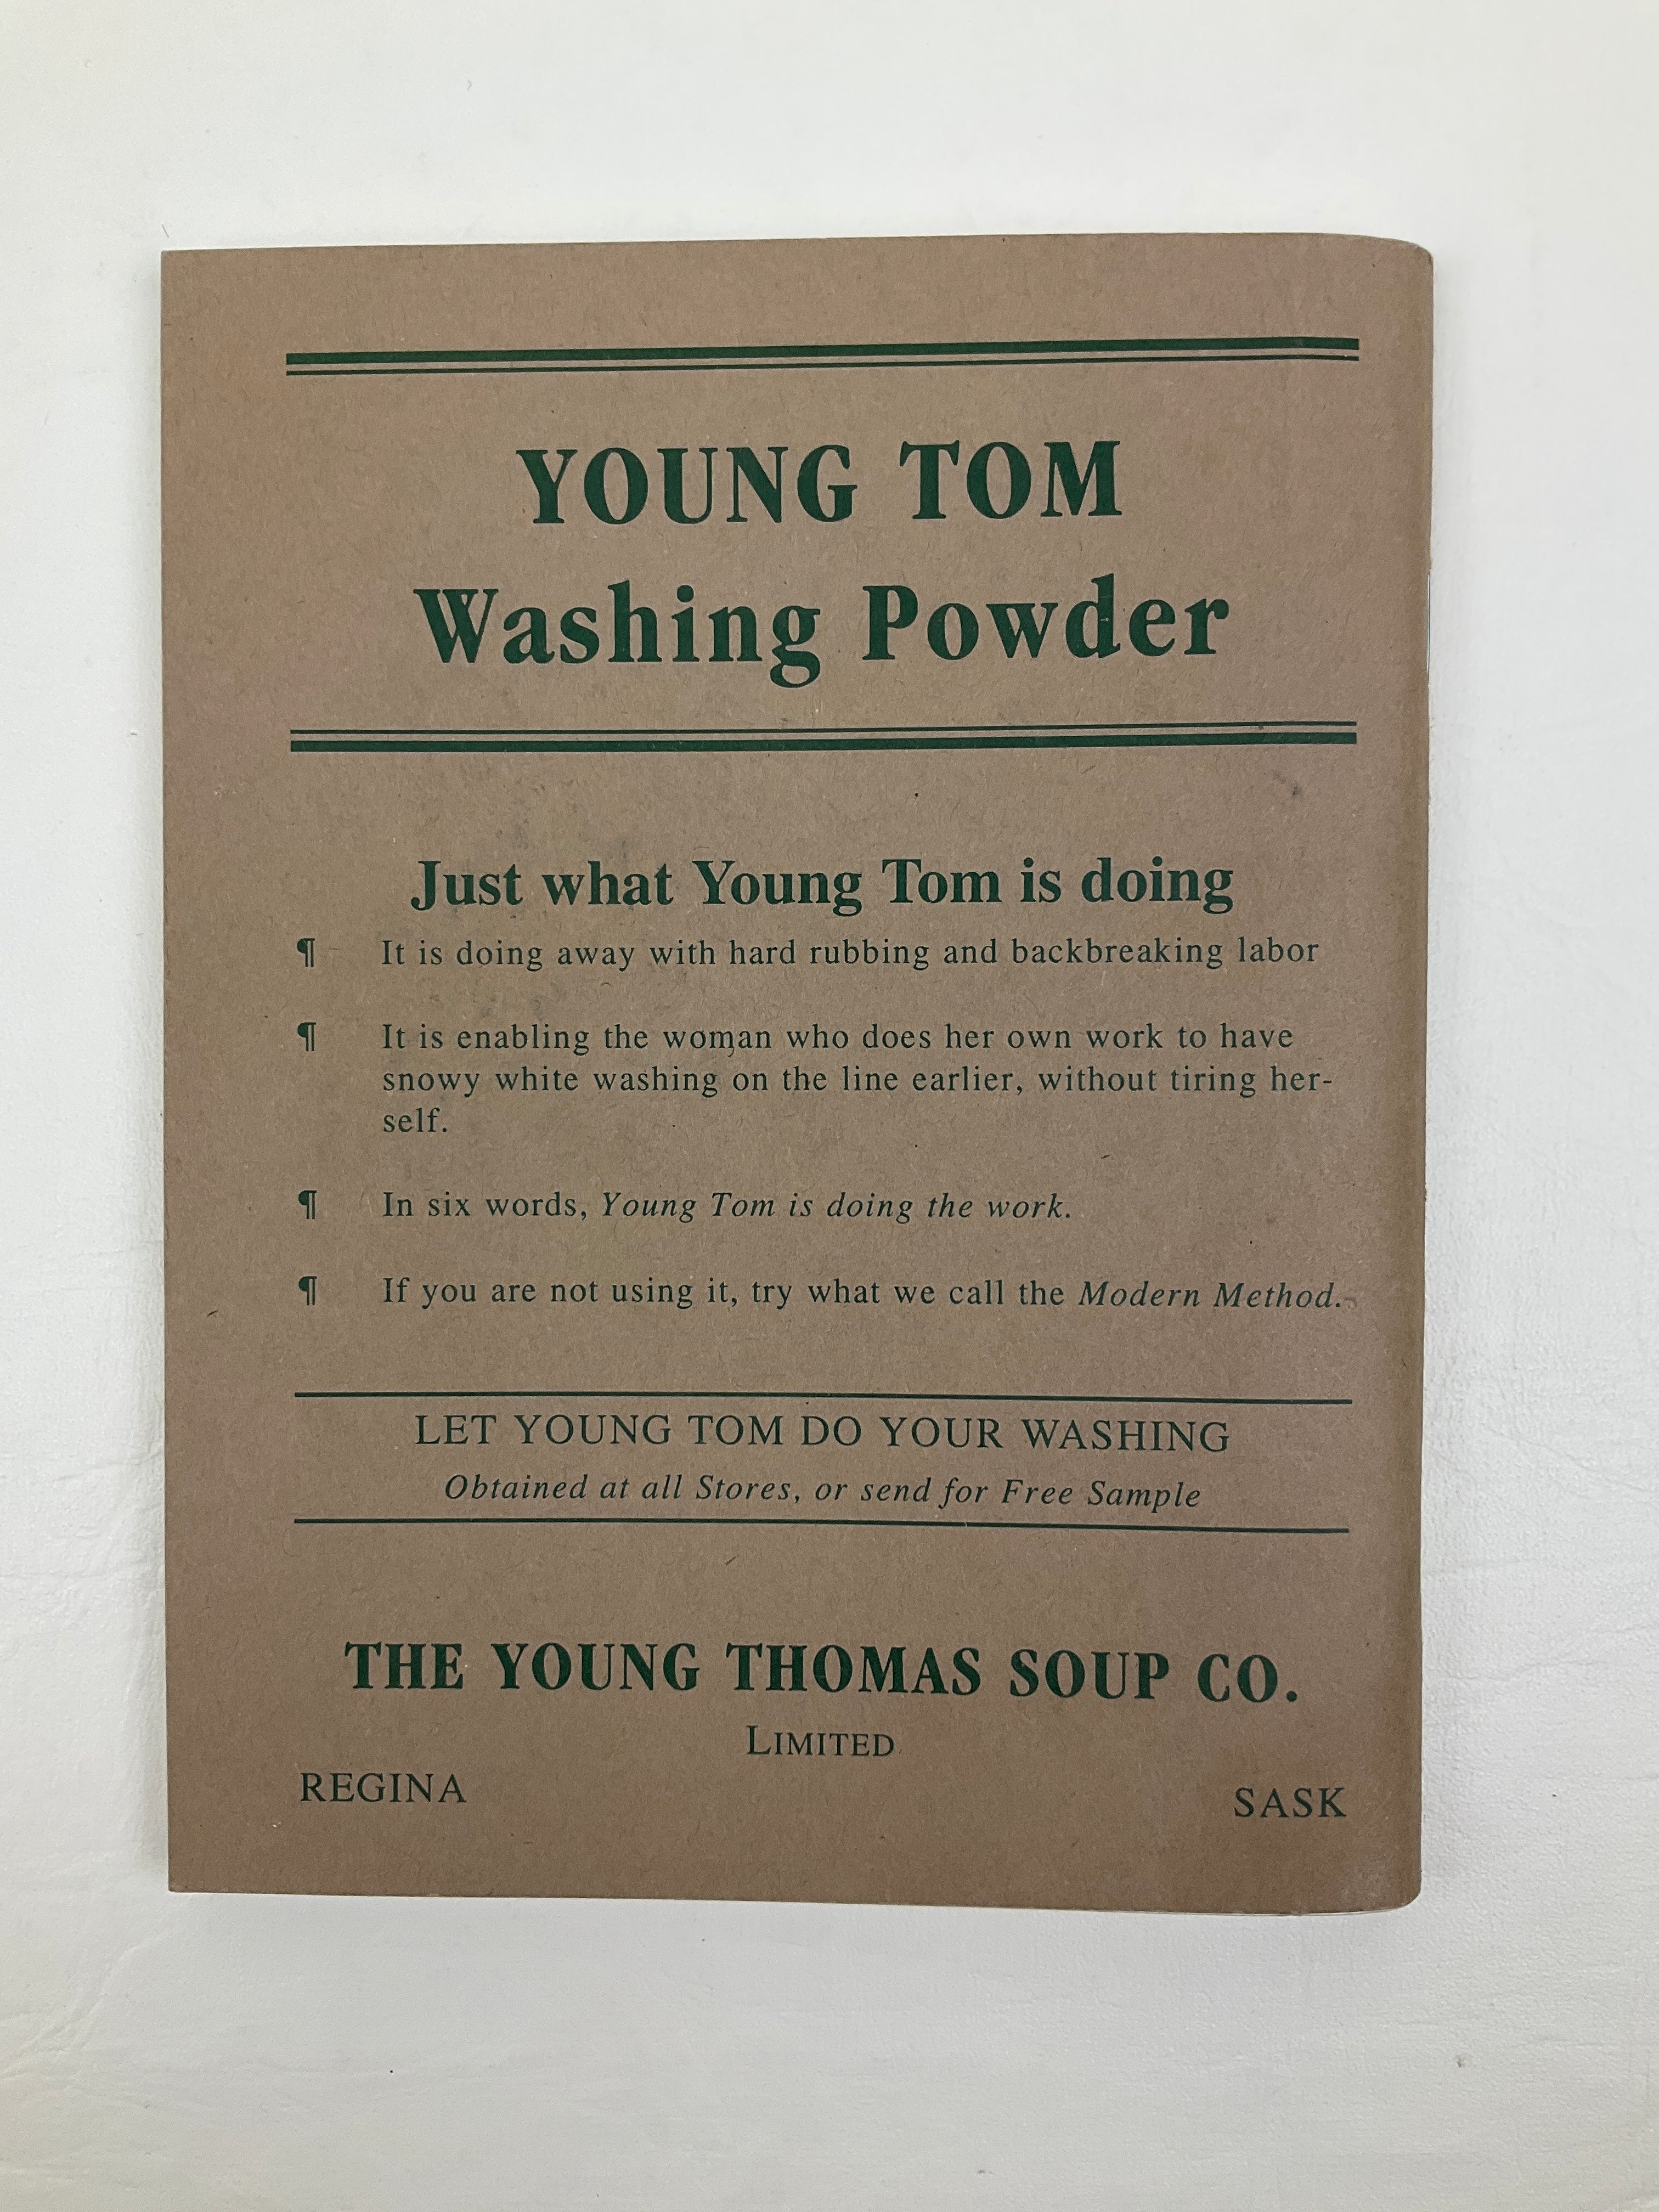 YOUNG TOM
Washing Powder
Just what Young Tom is doing
¶ It is doing away with hard rubbing and backbreaking labor
¶ It is enabling the woman who does her own work to have
snowy white washing on the line earlier, without tiring her-
self.
¶ In six words, Young Tom is doing the work.
¶ If you are not using it, try what we call the Modern Method.
LET YOUNG TOM DO YOUR WASHING
Obtained at all Stores, or send for Free Sample
THE YOUNG THOMAS SOUP CO.
LIMITED
REGINA SASK